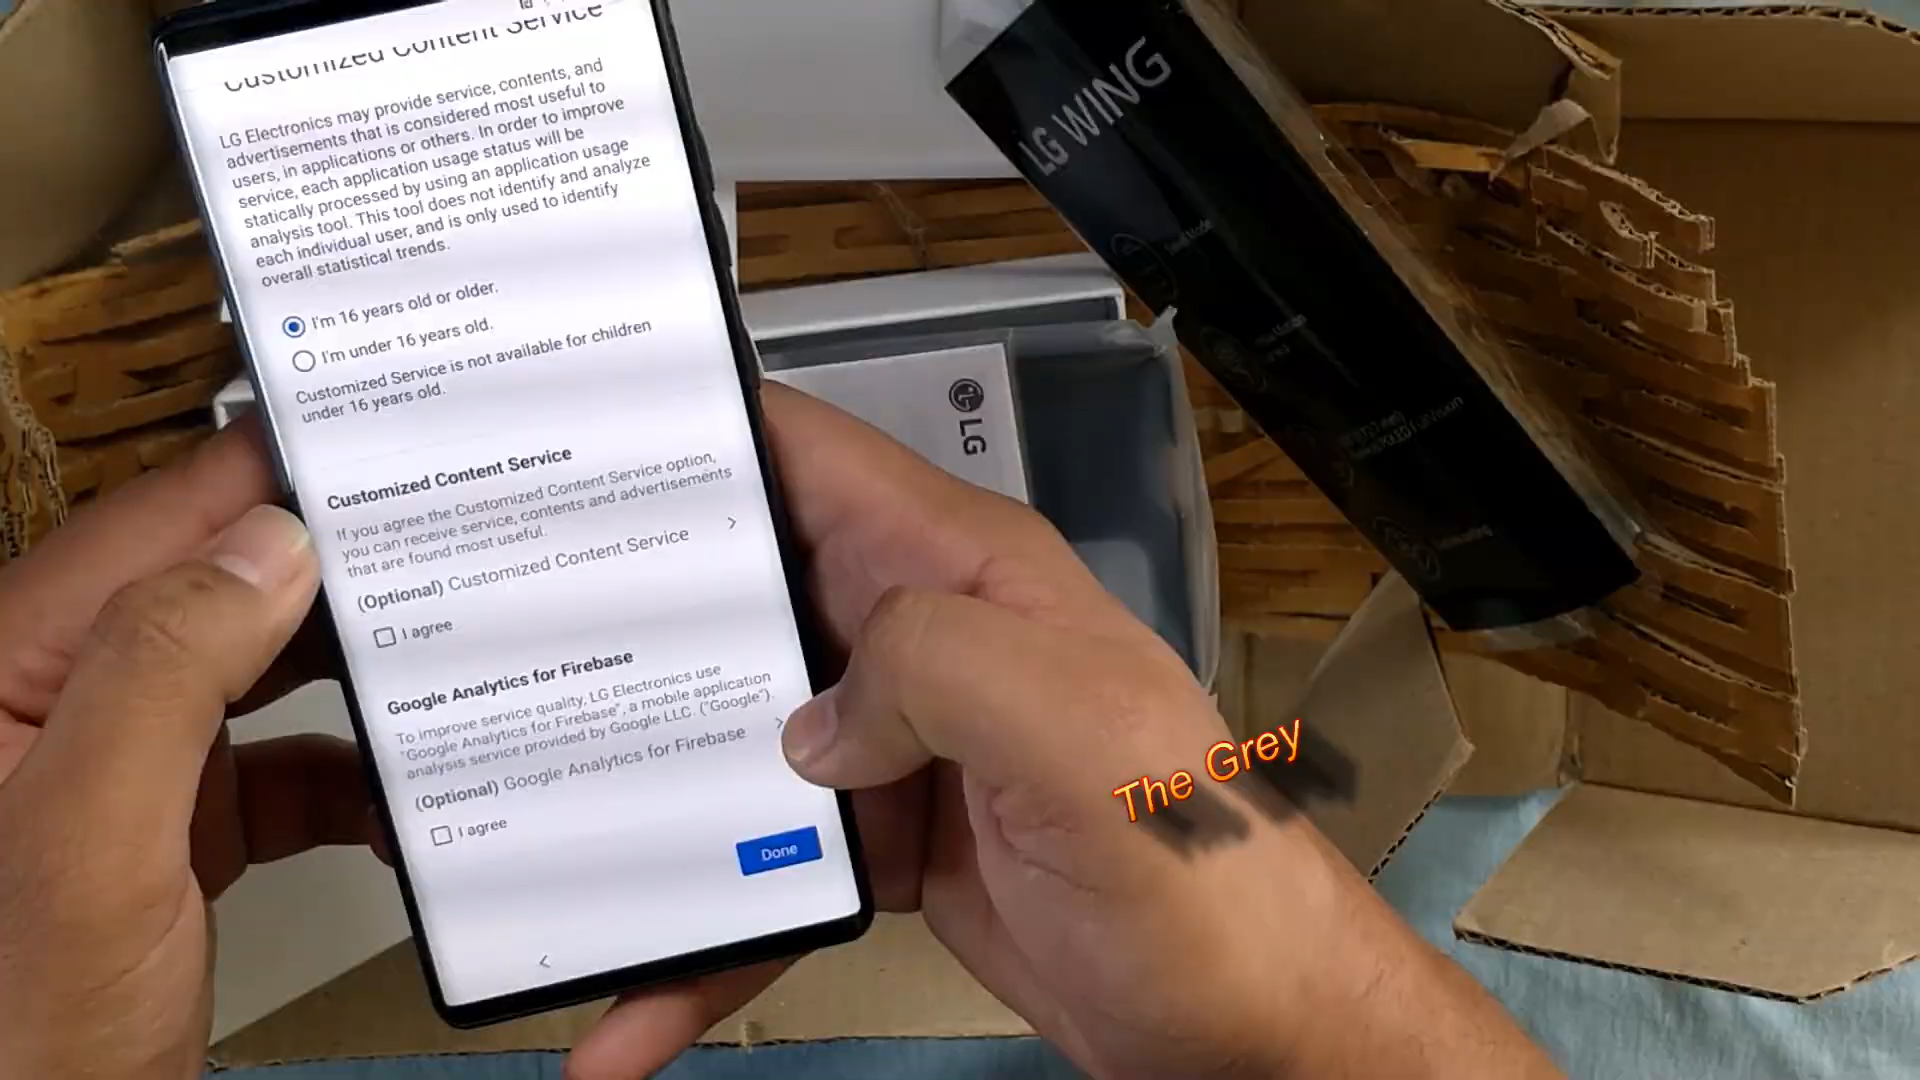 Customized Content Service
LG Electronics may provide service, contents, and
advertisements that is considered most useful to
users, in applications or others. In order to improve
service, each application usage status will be
statically processed by using an application usage
analysis tool. This tool does not identify and analyze
each individual user, and is only used to identify
overall statistical trends.
I'm 16 years old or older.
I'm under 16 years old.
Customized Service is not available for children
under 16 years old.
Customized Content Service
If you agree the Customized Content Service option,
you can receive service, contents and advertisements
that are found most useful.
(Optional) Customized Content Service
I agree
Google Analytics for Firebase
To improve service quality, LG Electronics use
"Google Analytics for Firebase", a mobile application
analysis service provided by Google LLC. ("Google").
(Optional) Google Analytics for Firebase
I agree
Done
LG WING
LG
The Grey